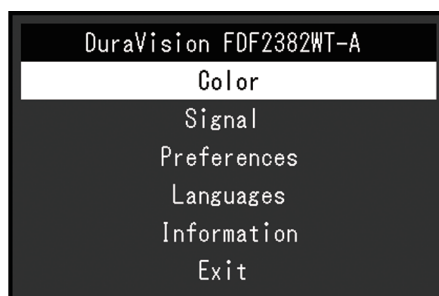 DuraVision FDF2382WT-A
Color
Signal
Preferences
Languages
Information
Exit